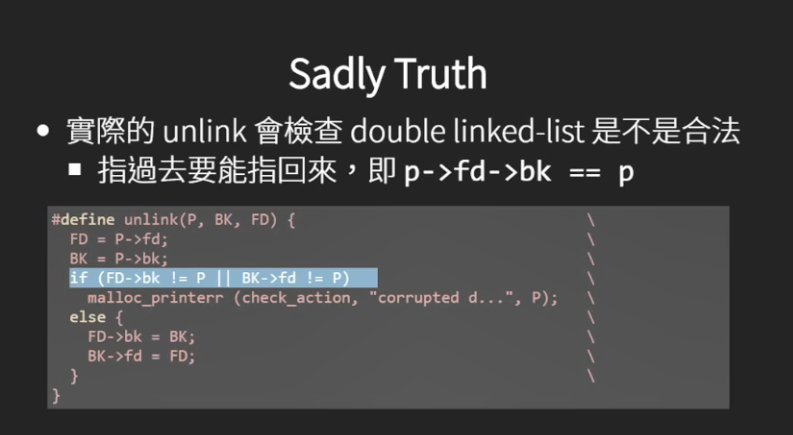 Sadly Truth
實際的 unlink 會檢查 double linked-list 是不是合法
指過去要能指回來，即 p->fd->bk == p
#define unlink(P, BK, FD) { \
FD = P->fd; \
BK = P->bk; \
if (FD->bk != P || BK->fd != P) \
malloc_printerr (check_action, "corrupted d...", P); \
else { \
FD->bk = BK; \
BK->fd = FD; \
} \
}